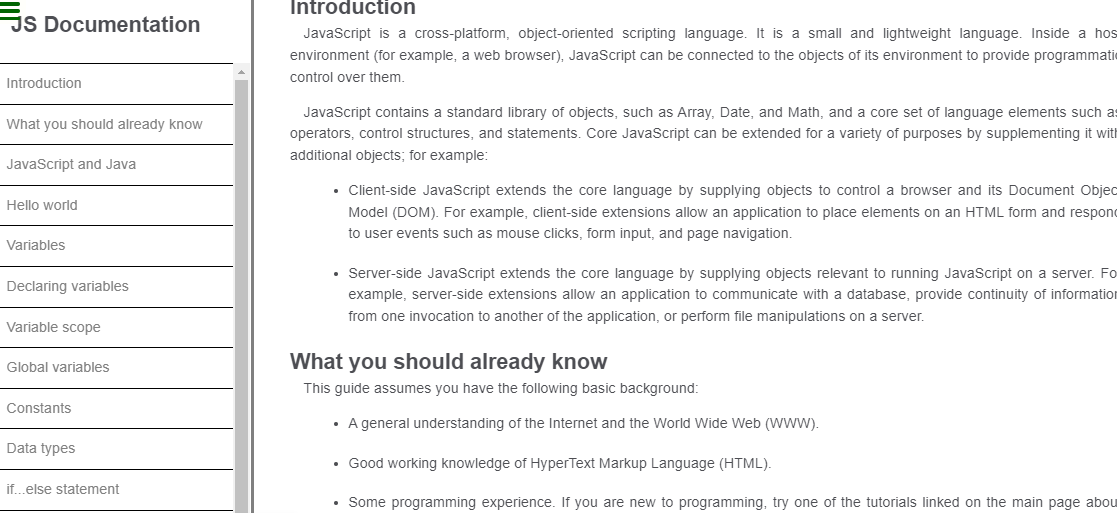 JS Documentation
Introduction
What you should already know
JavaScript and Java
Hello world
Variables
Declaring variables
Variable scope
Global variables
Constants
Data types
if...else statement
Introduction
JavaScript is a cross-platform, object-oriented scripting language. It is a small and lightweight language. Inside a hos
environment (for example, a web browser), JavaScript can be connected to the objects of its environment to provide programmatic
control over them.
JavaScript contains a standard library of objects, such as Array, Date, and Math, and a core set of language elements such as
operators, control structures, and statements. Core JavaScript can be extended for a variety of purposes by supplementing it with
additional objects; for example:
• Client-side JavaScript extends the core language by supplying objects to control a browser and its Document Objec
Model (DOM). For example, client-side extensions allow an application to place elements on an HTML form and respond
to user events such as mouse clicks, form input, and page navigation.
• Server-side JavaScript extends the core language by supplying objects relevant to running JavaScript on a server. Fo
example, server-side extensions allow an application to communicate with a database, provide continuity of information
from one invocation to another of the application, or perform file manipulations on a server.
What you should already know
This guide assumes you have the following basic background:
• A general understanding of the Internet and the World Wide Web (WWW).
• Good working knowledge of HyperText Markup Language (HTML).
• Some programming experience. If you are new to programming, try one of the tutorials linked on the main page abou